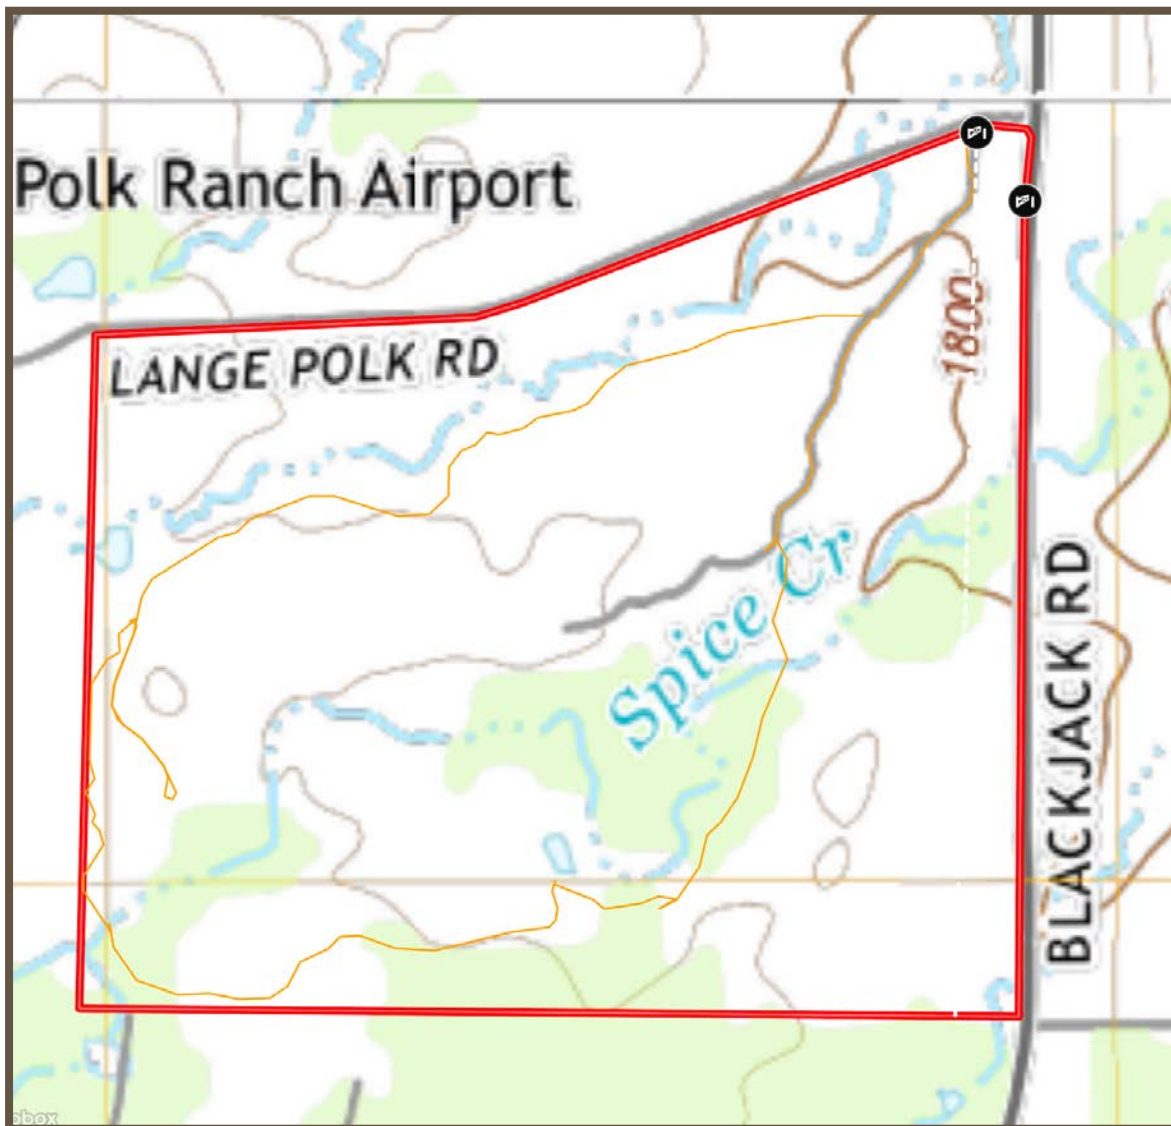 Polk Ranch Airport
LANGE POLK RD
1800
Spice Cr
BLACKJACK RD